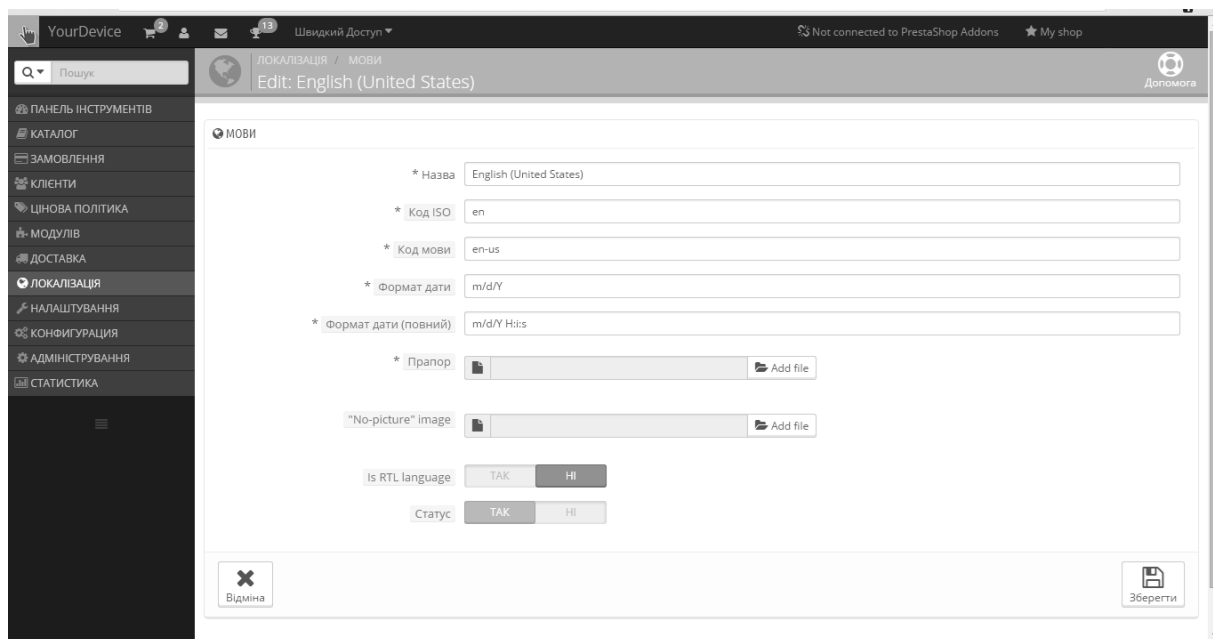 YourDevice 2 13 Швидкий Доступ Not connected to PrestaShop Addons My shop
Пошук
ЛОКАЛІЗАЦІЯ / МОВИ
Edit: English (United States)
Допомога
ПАНЕЛЬ ІНСТРУМЕНТІВ
КАТАЛОГ
ЗАМОВЛЕННЯ
КЛІЄНТИ
ЦІНОВА ПОЛІТИКА
МОДУЛІВ
ДОСТАВКА
ЛОКАЛІЗАЦІЯ
НАЛАШТУВАННЯ
КОНФИГУРАЦИЯ
АДМІНІСТРУВАННЯ
СТАТИСТИКА
МОВИ
* Назва English (United States)
* Код ISO en
* Код мови en-us
* Формат дати m/d/Y
* Формат дати (повний) m/d/Y H:i:s
* Прапор Add file
"No-picture" image Add file
Is RTL language ТАК НІ
Статус ТАК НІ
Відміна Зберегти